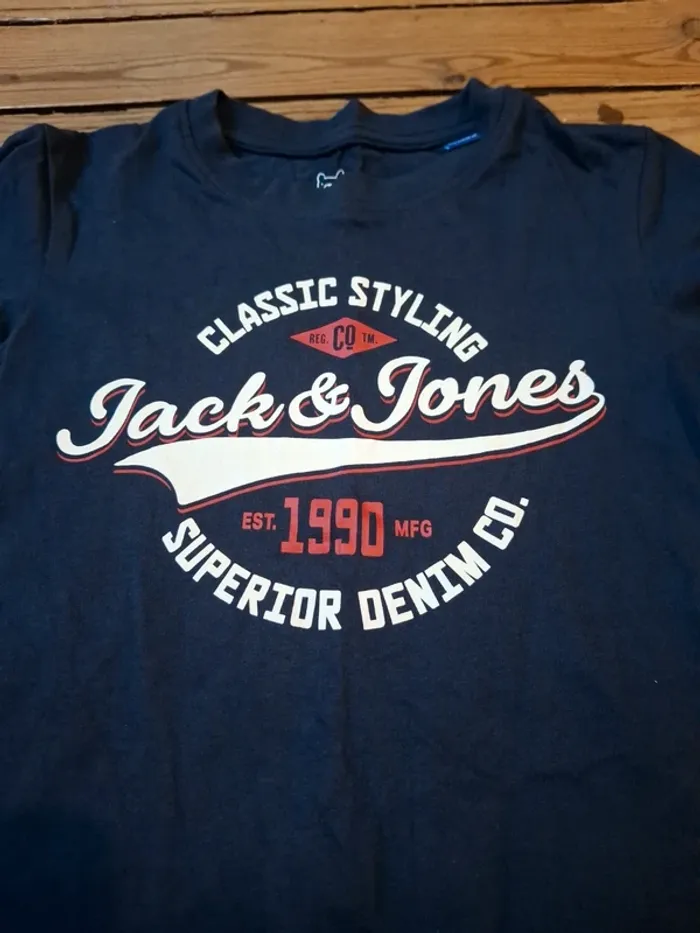 CLASSIC STYLING
REG. CO TM.
Jack & Jones
EST. 1990 MFG
SUPERIOR DENIM CO.